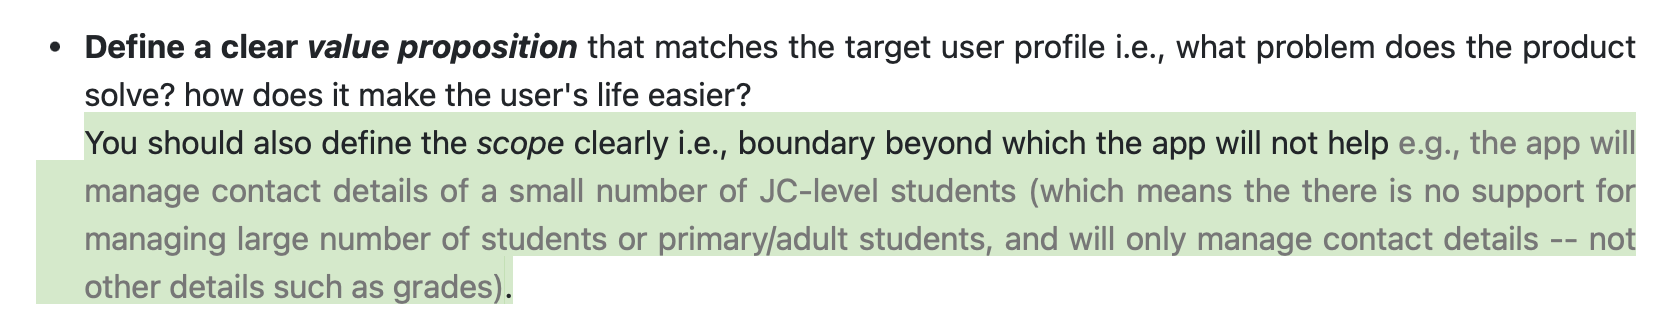 • Define a clear value proposition that matches the target user profile i.e., what problem does the product
solve? how does it make the user's life easier?
You should also define the scope clearly i.e., boundary beyond which the app will not help e.g., the app will
manage contact details of a small number of JC-level students (which means the there is no support for
managing large number of students or primary/adult students, and will only manage contact details -- not
other details such as grades).